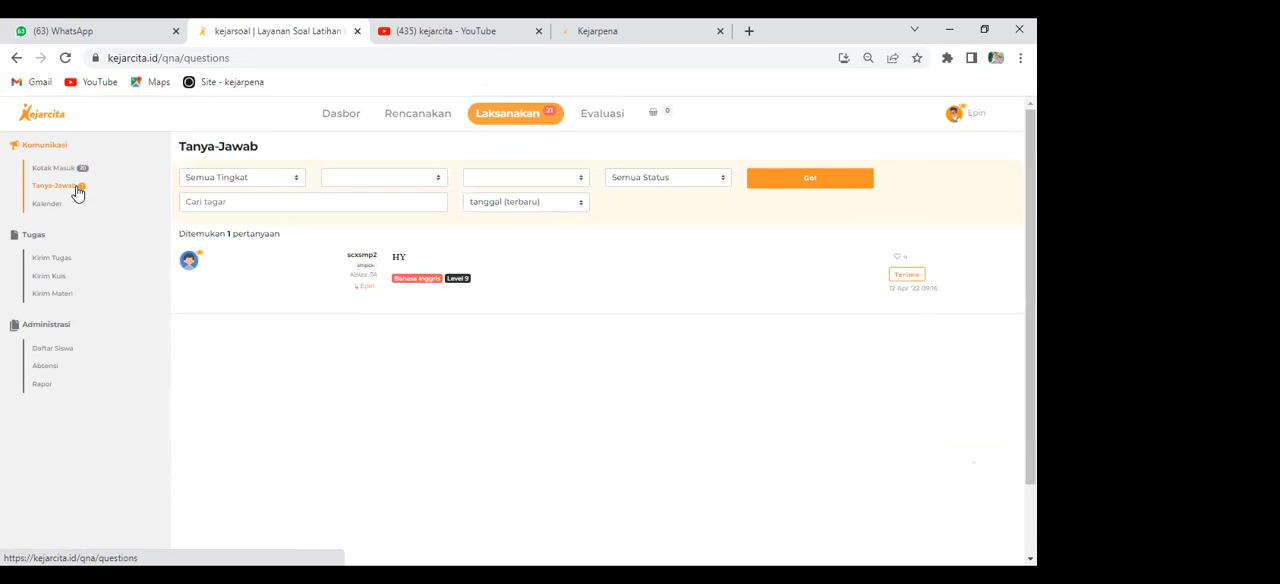 (63) WhatsApp
kejarsoal | Layanan Soal Latihan
(435) kejarcita - YouTube
Kejarpena
kejarcita.id/qna/questions
Gmail
YouTube
Maps
Site - kejarpena
Kejarcita
Dasbor
Rencanakan
Laksanakan 21
Evaluasi
0
Epin
Komunikasi
Kotak Masuk 20
Tanya-Jawab
Kalender
Tugas
Kirim Tugas
Kirim Kuis
Kirim Materi
Administrasi
Daftar Siswa
Absensi
Rapor
Tanya-Jawab
Semua Tingkat
Semua Status
Go!
Cari tagar
tanggal (terbaru)
Ditemukan 1 pertanyaan
scxsmp2
Epin
HY
Bahasa Inggris Level 9
Terima
12 Apr '22 09:16
https://kejarcita.id/qna/questions